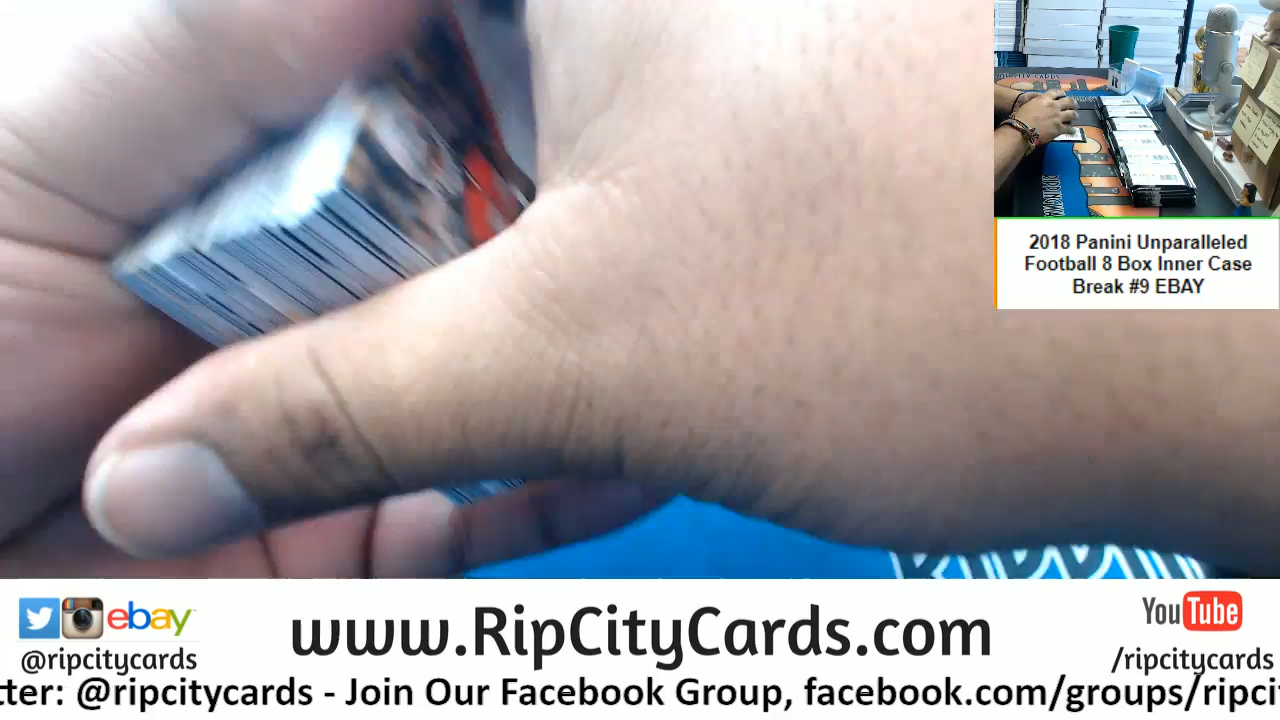 2018 Panini Unparalleled
Football 8 Box Inner Case
Break #9 EBAY
ebay
@ripcitycards
www.RipCityCards.com
YouTube
/ripcitycards
tter: @ripcitycards - Join Our Facebook Group, facebook.com/groups/ripci